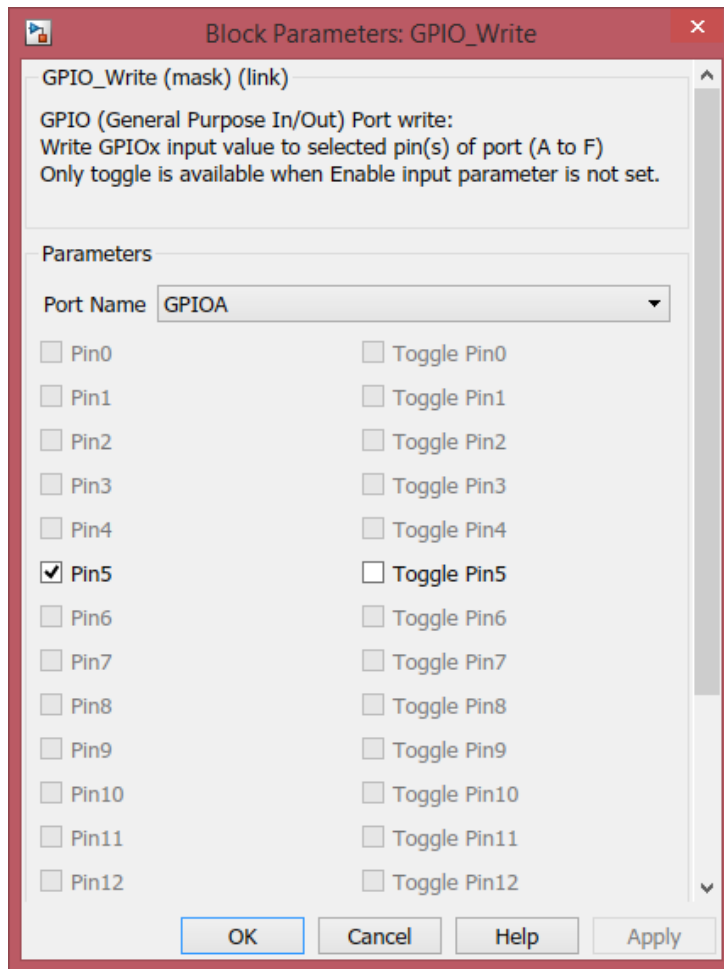 Block Parameters: GPIO_Write
GPIO_Write (mask) (link)
GPIO (General Purpose In/Out) Port write:
Write GPIOx input value to selected pin(s) of port (A to F)
Only toggle is available when Enable input parameter is not set.
Parameters
Port Name GPIOA
Pin0 Toggle Pin0
Pin1 Toggle Pin1
Pin2 Toggle Pin2
Pin3 Toggle Pin3
Pin4 Toggle Pin4
Pin5 Toggle Pin5
Pin6 Toggle Pin6
Pin7 Toggle Pin7
Pin8 Toggle Pin8
Pin9 Toggle Pin9
Pin10 Toggle Pin10
Pin11 Toggle Pin11
Pin12 Toggle Pin12
OK Cancel Help Apply